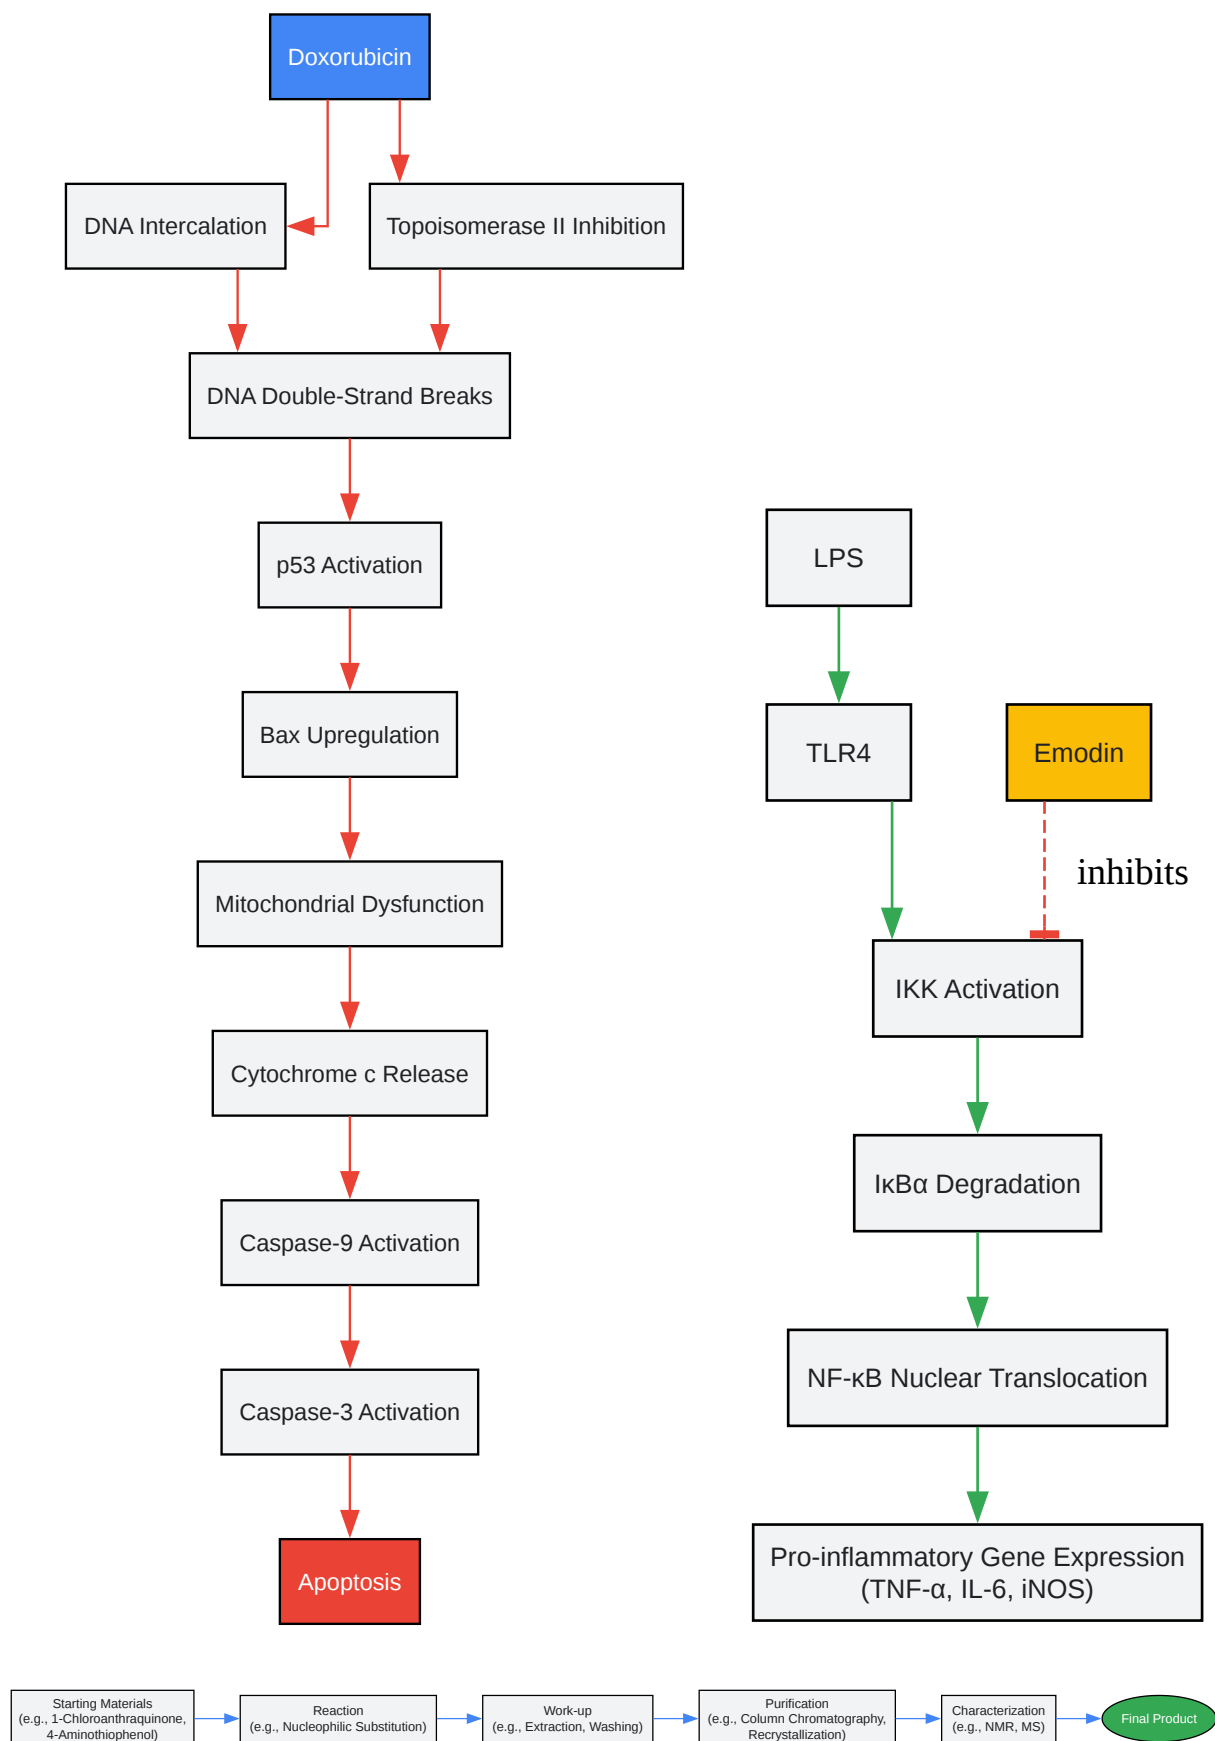 Doxorubicin
DNA Intercalation
Topoisomerase II Inhibition
DNA Double-Strand Breaks
p53 Activation
Bax Upregulation
Mitochondrial Dysfunction
Cytochrome c Release
Caspase-9 Activation
Caspase-3 Activation
Apoptosis
LPS
TLR4
Emodin
inhibits
IKK Activation
IκBα Degradation
NF-κB Nuclear Translocation
Pro-inflammatory Gene Expression
(TNF-α, IL-6, iNOS)
Starting Materials
(e.g., 1-Chloroanthraquinone,
4-Aminothiophenol)
Reaction
(e.g., Nucleophilic Substitution)
Work-up
(e.g., Extraction, Washing)
Purification
(e.g., Column Chromatography,
Recrystallization)
Characterization
(e.g., NMR, MS)
Final Product